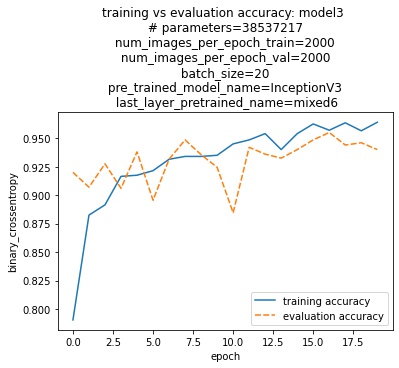 training vs evaluation accuracy: model3
# parameters=38537217
num_images_per_epoch_train=2000
num_images_per_epoch_val=2000
batch_size=20
pre_trained_model_name=InceptionV3
last_layer_pretrained_name=mixed6
0.950
0.925
0.900
0.875
0.850
0.825
0.800
binary_crossentropy
training accuracy
evaluation accuracy
0.0 2.5 5.0 7.5 10.0 12.5 15.0 17.5
epoch